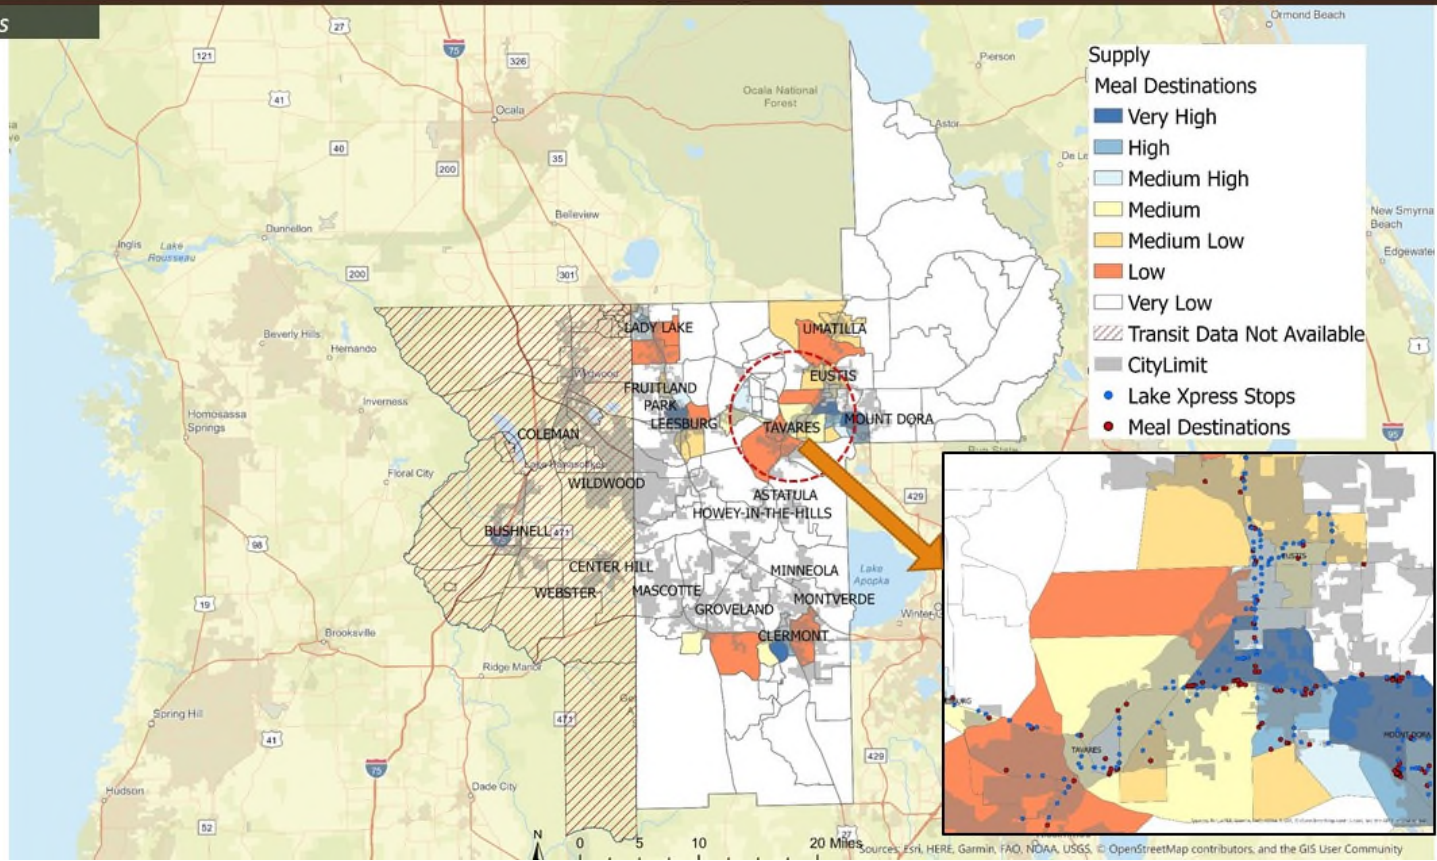 s
Supply
Meal Destinations
Very High
High
Medium High
Medium
Medium Low
Low
Very Low
Transit Data Not Available
CityLimit
Lake Xpress Stops
Meal Destinations
27
75
Ormond Beach
121
326
Pierson
41
Ocala National
Forest
Ocala
Astor
40
35
De Le
200
Belleview
New Smyrna
Beach
Dunnellon
Inglis
Lake
Rousseau
Edgewater
200
301
LADY LAKE
UMATILLA
Beverly Hills
Hernando
1
Wildwood
EUSTIS
FRUITLAND
PARK
Inverness
Homosassa
Springs
LEESBURG
TAVARES
MOUNT DORA
COLEMAN
95
Lake Panasoffkee
Floral City
WILDWOOD
ASTATULA
429
HOWEY-IN-THE-HILLS
BUSHNELL
471
98
EUSTIS
CENTER HILL
MINNEOLA
Lake
Apopka
WEBSTER
MASCOTTE
MONTVERDE
19
GROVELAND
Brooksville
CLERMONT
Ridge Manor
Spring Hill
471
41
TAVARES
MOUNT DORA
75
429
Dade City
Hudson
52
27
N
0 5 10 20 Miles
Sources: Esri, HERE, Garmin, FAO, NOAA, USGS, © OpenStreetMap contributors, and the GIS User Community